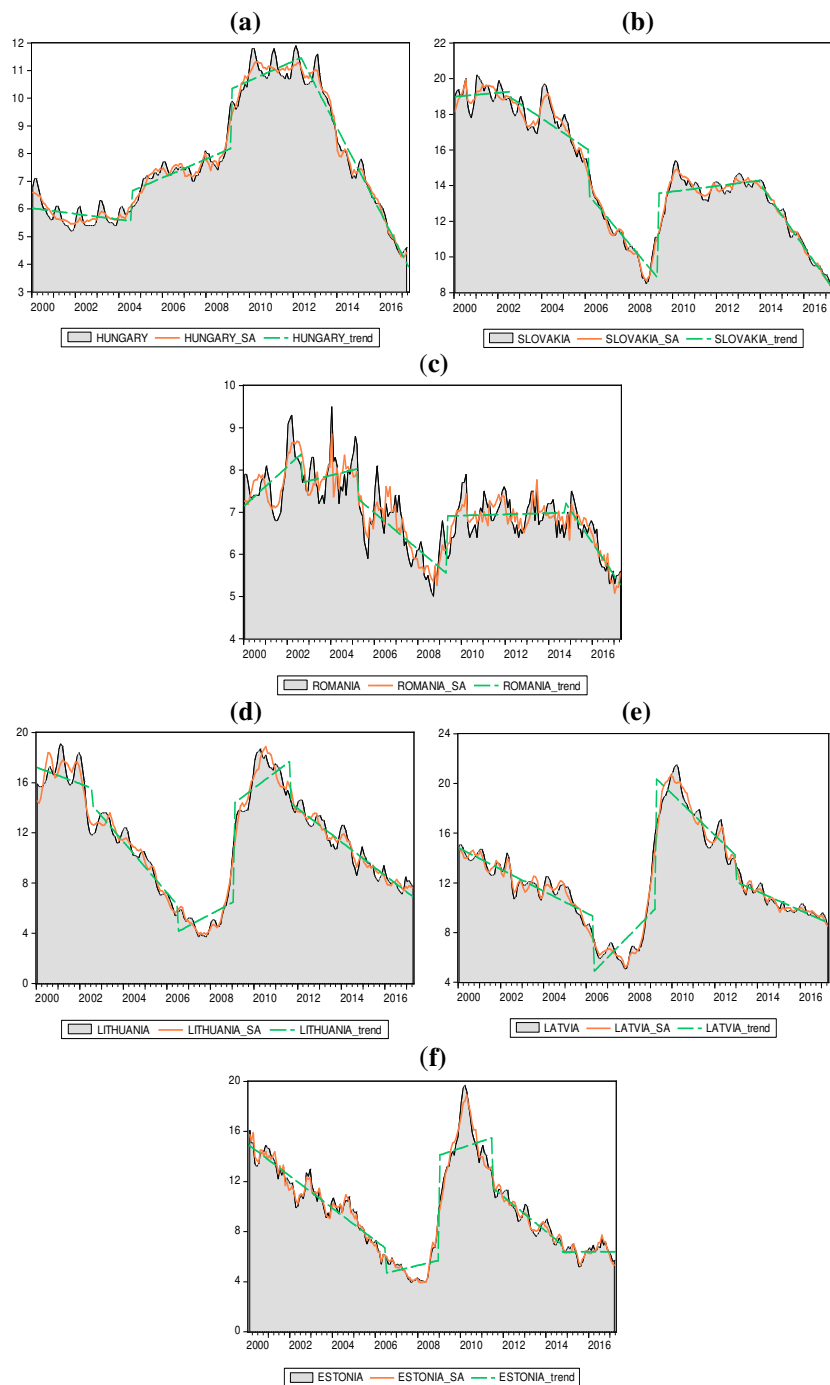 (a)
(b)
12
11
10
9
8
7
6
5
4
3
2000 2002 2004 2006 2008 2010 2012 2014 2016
HUNGARY HUNGARY_SA HUNGARY_trend
22
20
18
16
14
12
10
8
2000 2002 2004 2006 2008 2010 2012 2014 2016
SLOVAKIA SLOVAKIA_SA SLOVAKIA_trend
(c)
10
9
8
7
6
5
4
2000 2002 2004 2006 2008 2010 2012 2014 2016
ROMANIA ROMANIA_SA ROMANIA_trend
(d)
(e)
20
16
12
8
4
0
2000 2002 2004 2006 2008 2010 2012 2014 2016
LITHUANIA LITHUANIA_SA LITHUANIA_trend
24
20
16
12
8
4
2000 2002 2004 2006 2008 2010 2012 2014 2016
LATVIA LATVIA_SA LATVIA_trend
(f)
20
16
12
8
4
0
2000 2002 2004 2006 2008 2010 2012 2014 2016
ESTONIA ESTONIA_SA ESTONIA_trend